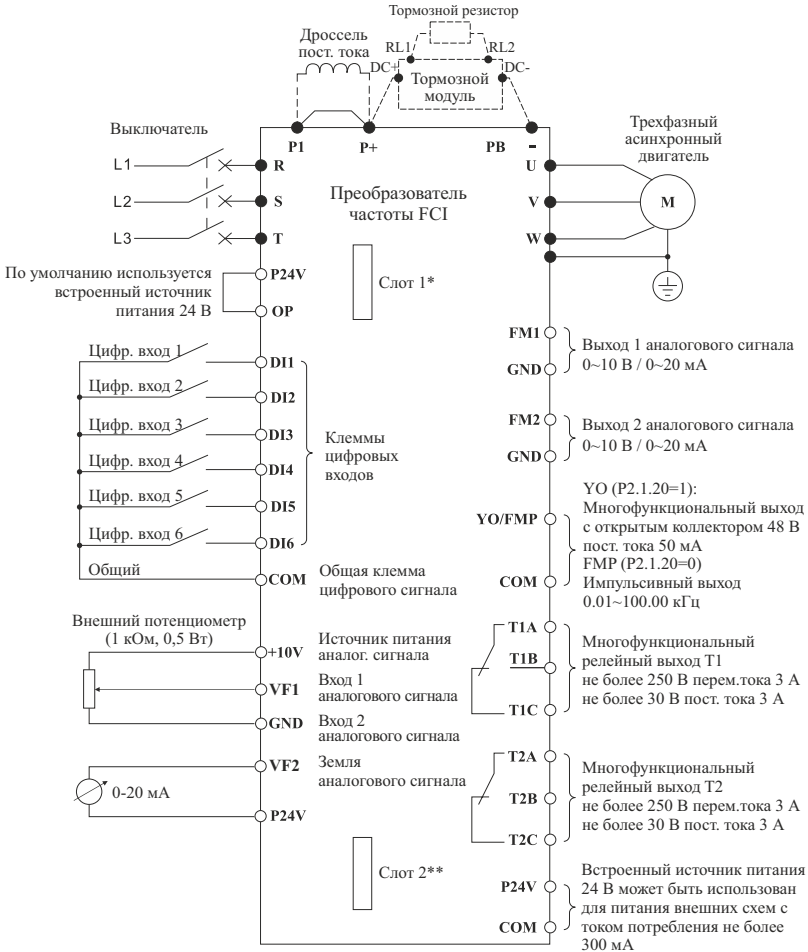 Тормозной резистор
Дроссель
пост. тока
RL1
RL2
DC+
DC-
Тормозной
модуль
Выключатель
P1
P+
PB
-
Трехфазный
асинхронный
двигатель
L1
R
U
L2
S
V
M
L3
T
W
Преобразователь
частоты FCI
По умолчанию используется
встроенный источник
питания 24 В
P24V
OP
Слот 1*
Цифр. вход 1
DI1
Цифр. вход 2
DI2
Цифр. вход 3
DI3
Цифр. вход 4
DI4
Цифр. вход 5
DI5
Цифр. вход 6
DI6
Клеммы
цифровых
входов
Общий
COM
Общая клемма
цифрового сигнала
Внешний потенциометр
(1 кОм, 0,5 Вт)
+10V
Источник питания
аналог. сигнала
VF1
Вход 1
аналогового сигнала
GND
Вход 2
аналогового сигнала
VF2
Земля
аналогового сигнала
0-20 мА
P24V
Слот 2**
FM1
GND
Выход 1 аналогового сигнала
0~10 В / 0~20 мА
FM2
GND
Выход 2 аналогового сигнала
0~10 В / 0~20 мА
YO/FMP
COM
YO (P2.1.20=1):
Многофункциональный выход
с открытым коллектором 48 В
пост. тока 50 мА
FMP (P2.1.20=0)
Импульсивный выход
0.01~100.00 кГц
T1A
T1B
T1C
Многофункциональный
релейный выход T1
не более 250 В перем.тока 3 А
не более 30 В пост. тока 3 А
T2A
T2B
T2C
Многофункциональный
релейный выход T2
не более 250 В перем.тока 3 А
не более 30 В пост. тока 3 А
P24V
COM
Встроенный источник питания
24 В может быть использован
для питания внешних схем с
током потребления не более
300 мА